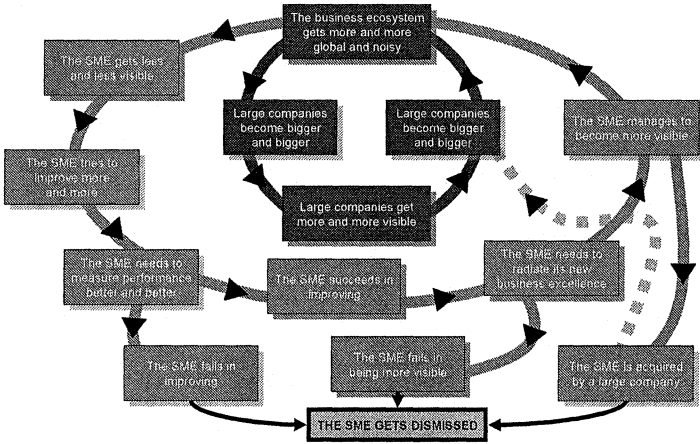 The business ecosystem
gets more and more
global and noisy
The SME gets less
and less visible
Large companies
become bigger
and bigger
Large companies
become bigger
and bigger
The SME manages to
become more visible
The SME tries to
improve more
and more
Large companies get
more and more visible
The SME needs to
measure performance
better and better
The SME succeeds in
improving
The SME needs to
radiate its new
business excellence
The SME fails in
improving
The SME fails in
being more visible
The SME is acquired
by a large company
THE SME GETS DISMISSED